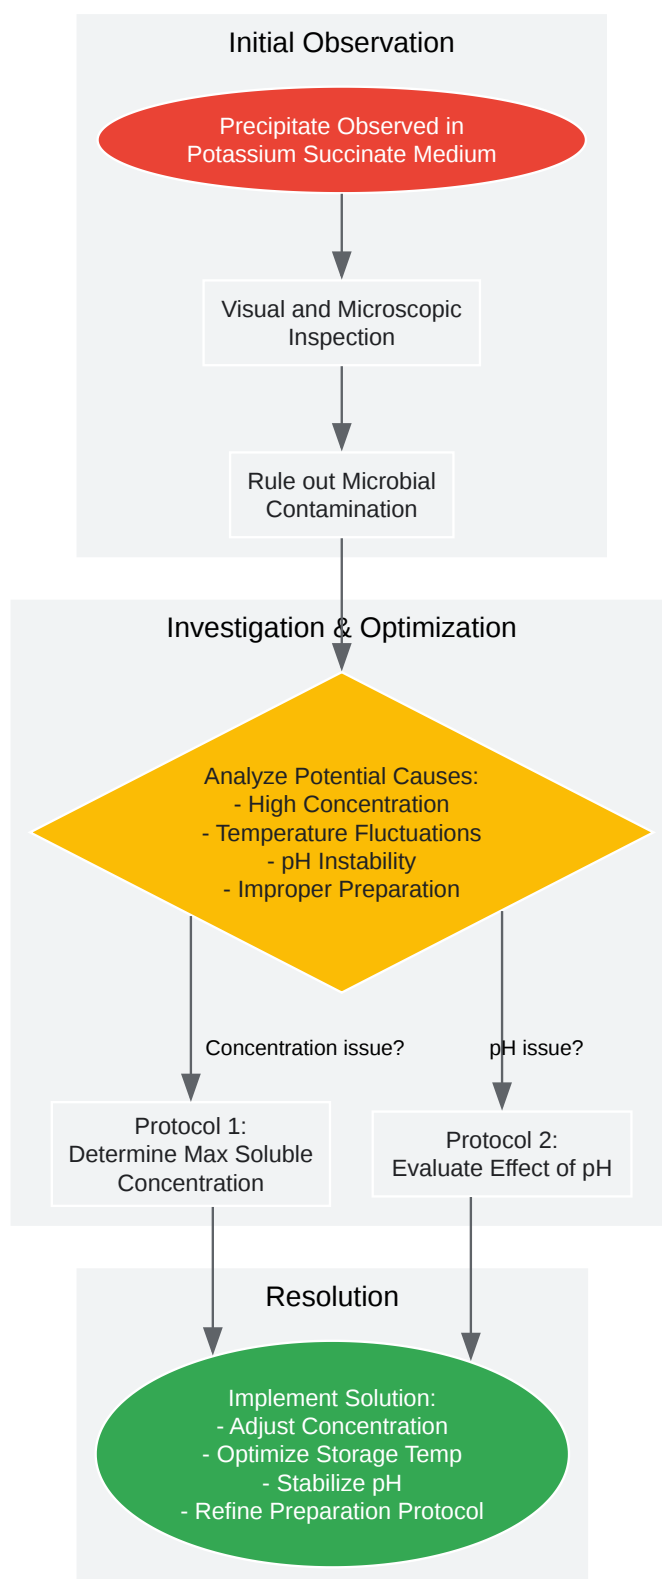 Initial Observation
Precipitate Observed in
Potassium Succinate Medium
Visual and Microscopic
Inspection
Rule out Microbial
Contamination
Investigation & Optimization
Analyze Potential Causes:
- High Concentration
- Temperature Fluctuations
- pH Instability
- Improper Preparation
Concentration issue?
pH issue?
Protocol 1:
Determine Max Soluble
Concentration
Protocol 2:
Evaluate Effect of pH
Resolution
Implement Solution:
- Adjust Concentration
- Optimize Storage Temp
- Stabilize pH
- Refine Preparation Protocol